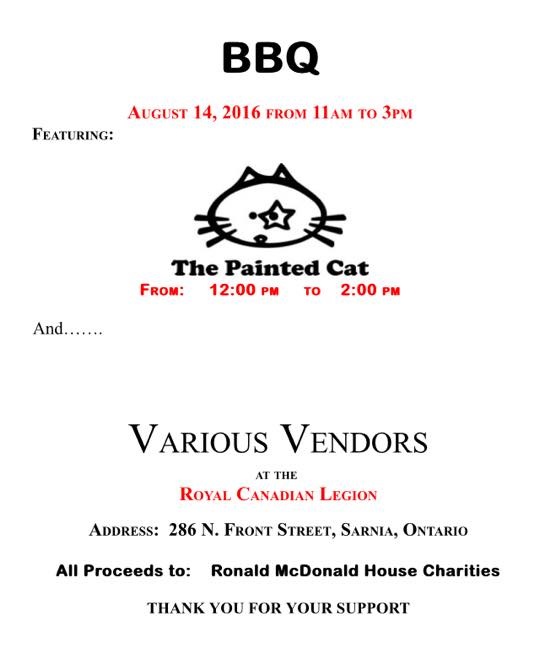 BBQ
August 14, 2016 from 11am to 3pm
Featuring:
The Painted Cat
From: 12:00 pm to 2:00 pm
And.......
Various Vendors
at the
Royal Canadian Legion
Address: 286 N. Front Street, Sarnia, Ontario
All Proceeds to: Ronald McDonald House Charities
THANK YOU FOR YOUR SUPPORT